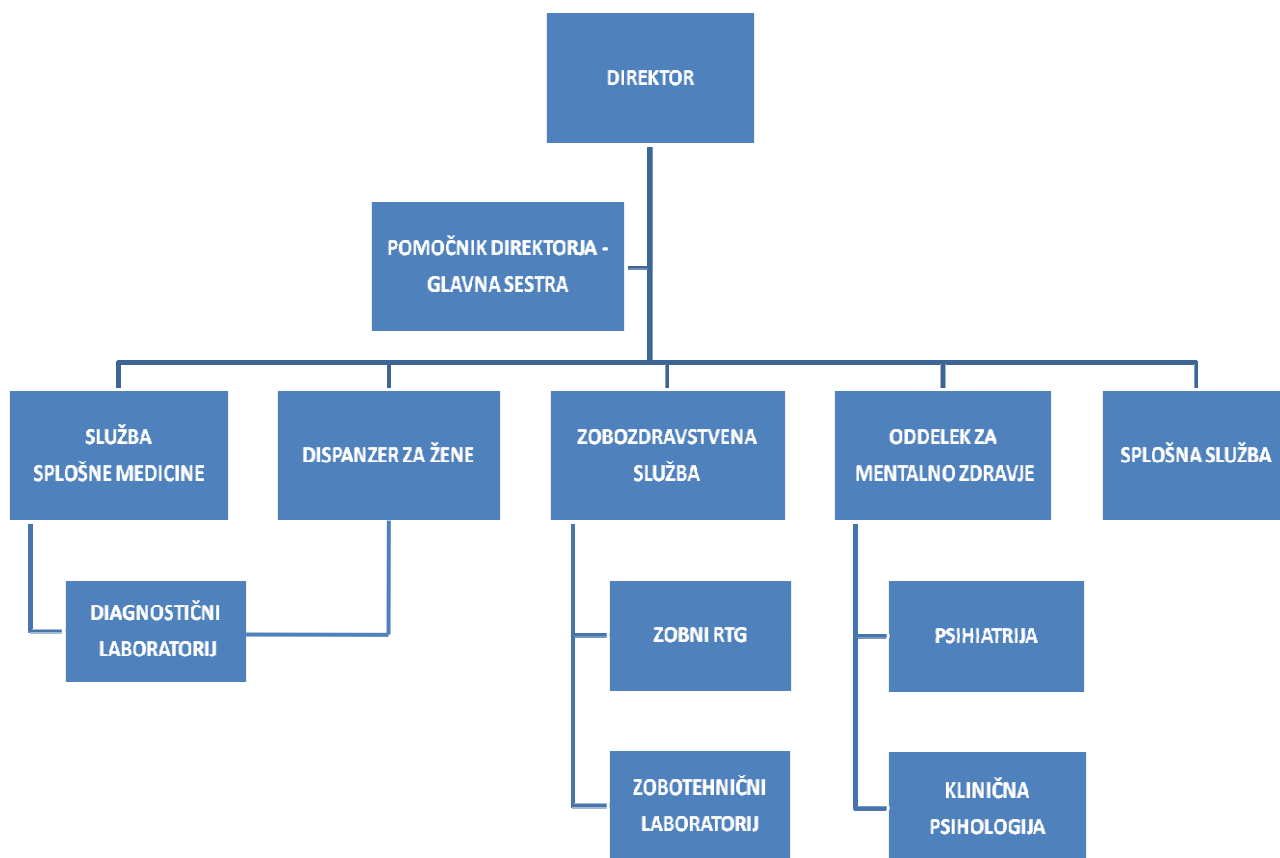 DIREKTOR
POMOČNIK DIREKTORJA -
GLAVNA SESTRA
SLUŽBA
SPLOŠNE MEDICINE
DISPANZER ZA ŽENE
ZOBOZDRAVSTVENA
SLUŽBA
ODDELEK ZA
MENTALNO ZDRAVJE
SPLOŠNA SLUŽBA
DIAGNOSTIČNI
LABORATORIJ
ZOBNI RTG
PSIHIATRIJA
ZOBOTEHNIČNI
LABORATORIJ
KLINIČNA
PSIHOLOGIJA